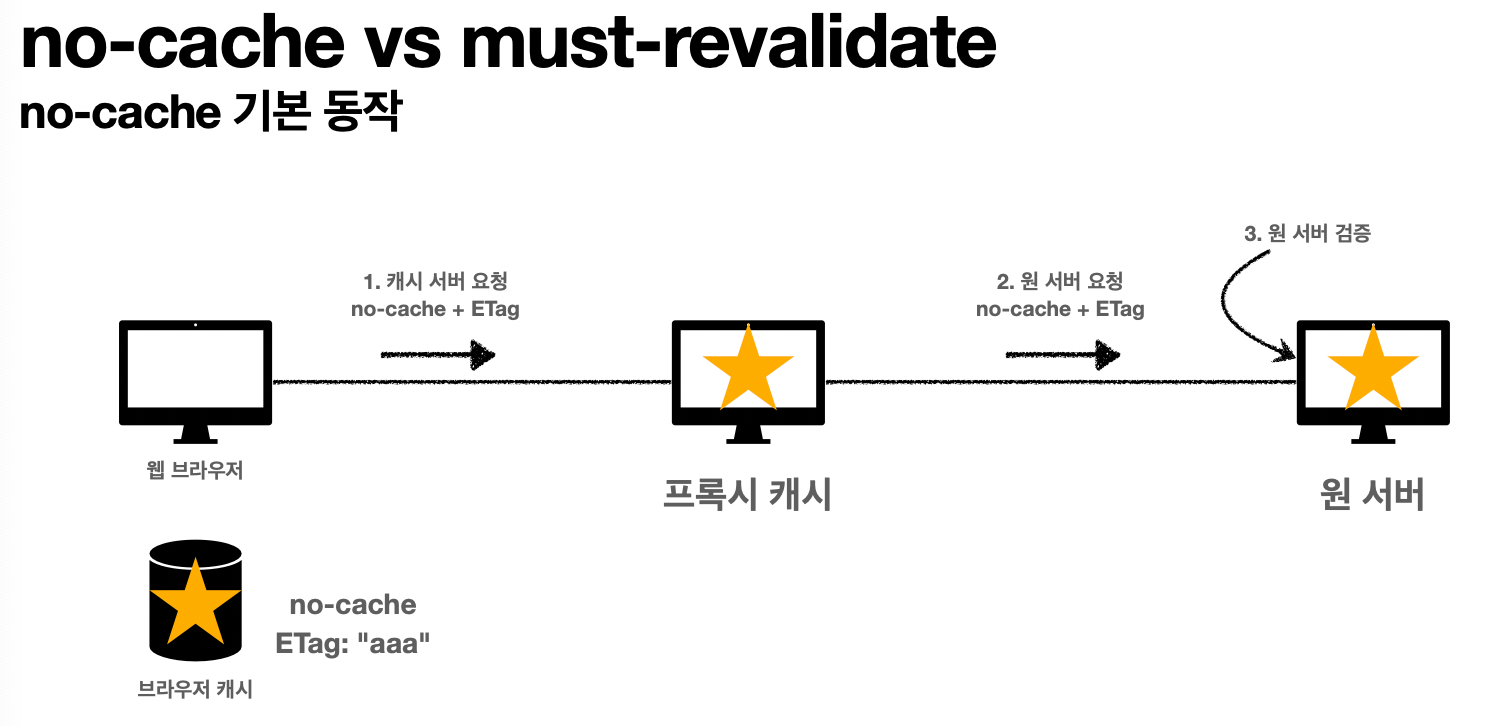 no-cache vs must-revalidate
no-cache 기본 동작
3. 원 서버 검증
1. 캐시 서버 요청
no-cache + ETag
2. 원 서버 요청
no-cache + ETag
웹 브라우저
프록시 캐시
원 서버
no-cache
ETag: "aaa"
브라우저 캐시